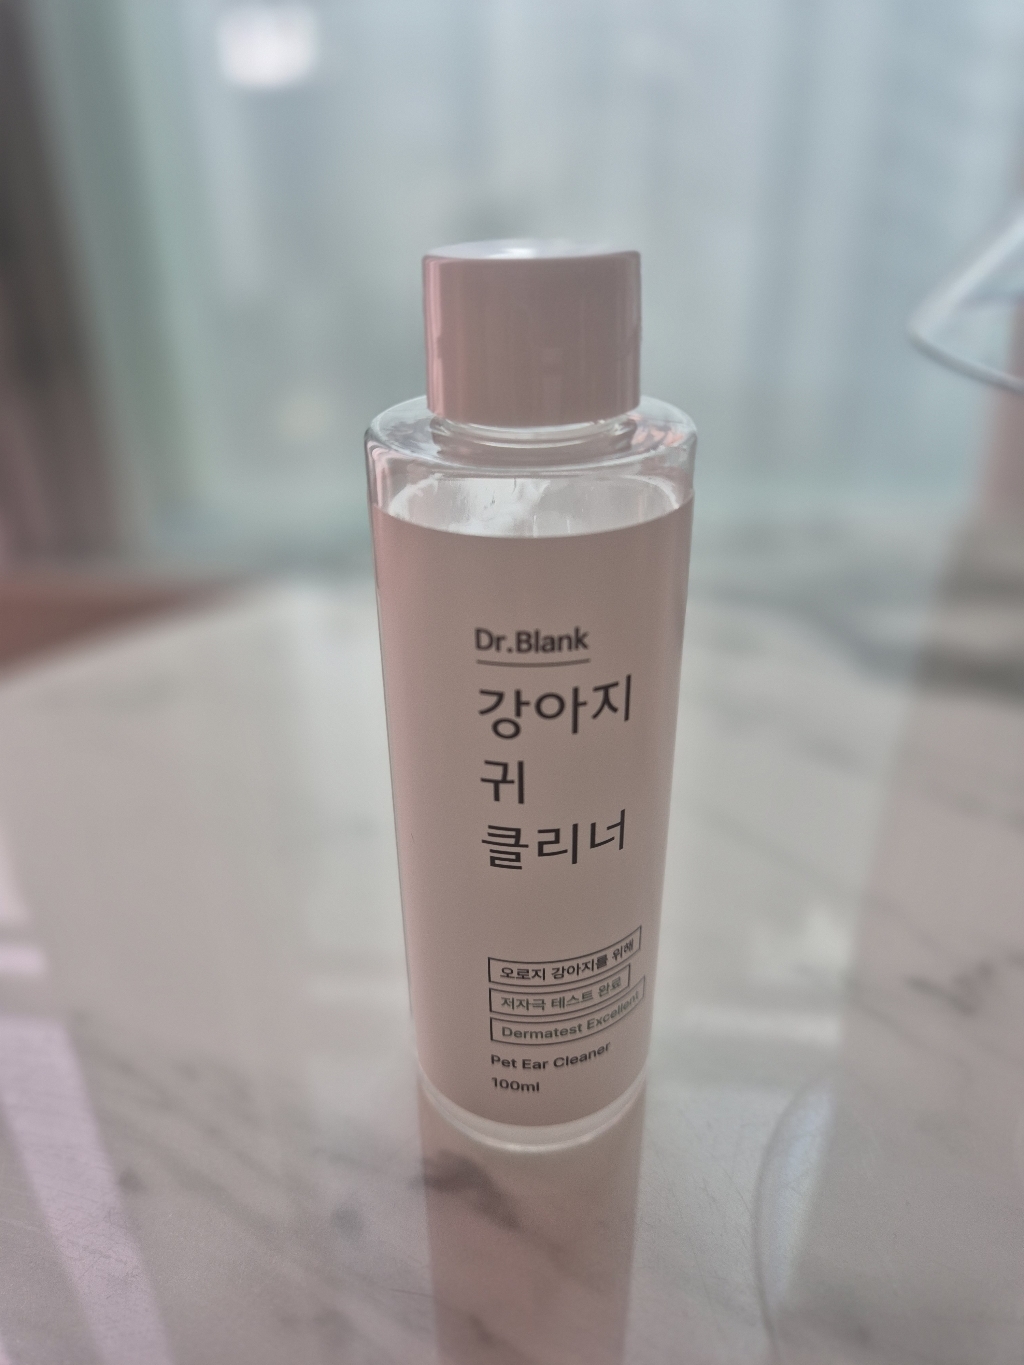 Dr.Blank
강아지
귀
클리너
오로지 강아지를 위해
저자극 테스트 완료
Dermatest Excellent
Pet Ear Cleaner
100ml